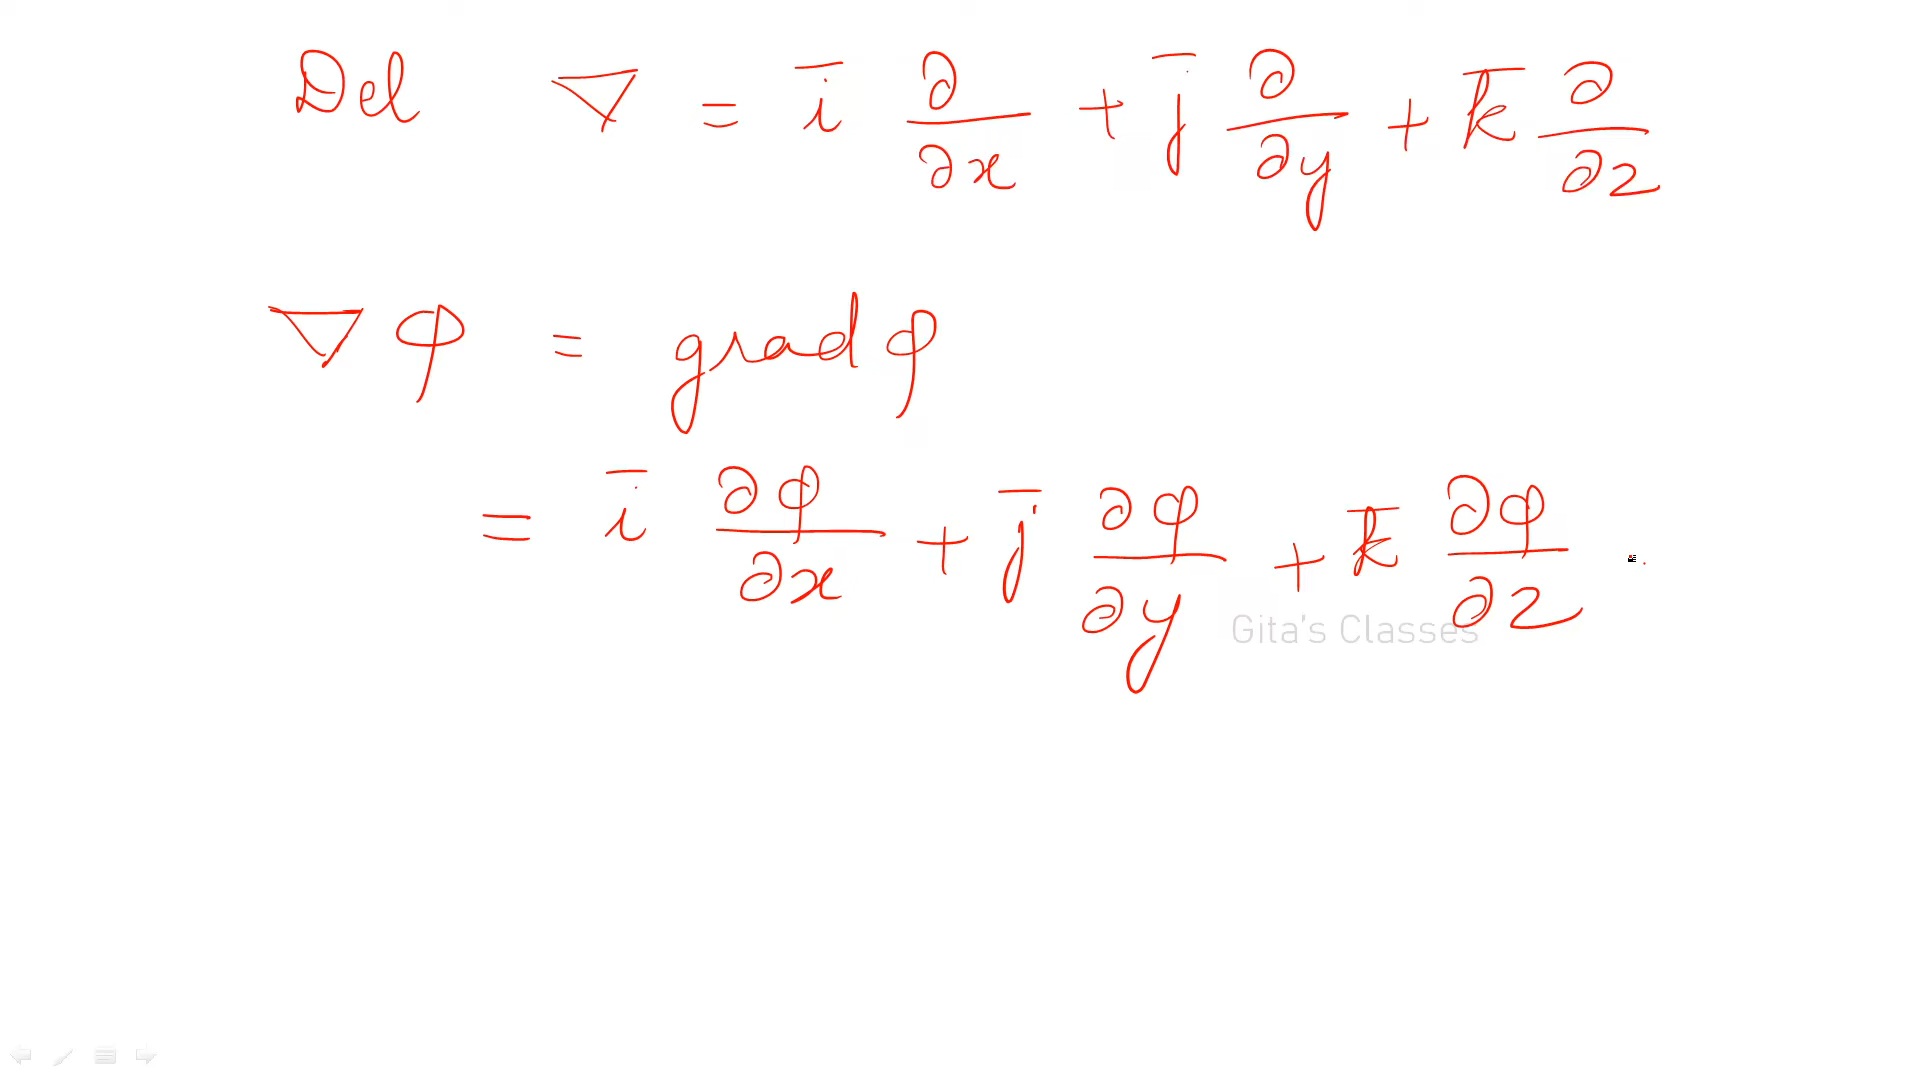 Del ∇ = i̅ ∂/∂x + j̅ ∂/∂y + k̅ ∂/∂z
∇φ = grad φ
= i̅ ∂φ/∂x + j̅ ∂φ/∂y + k̅ ∂φ/∂z .
Gita's Classes